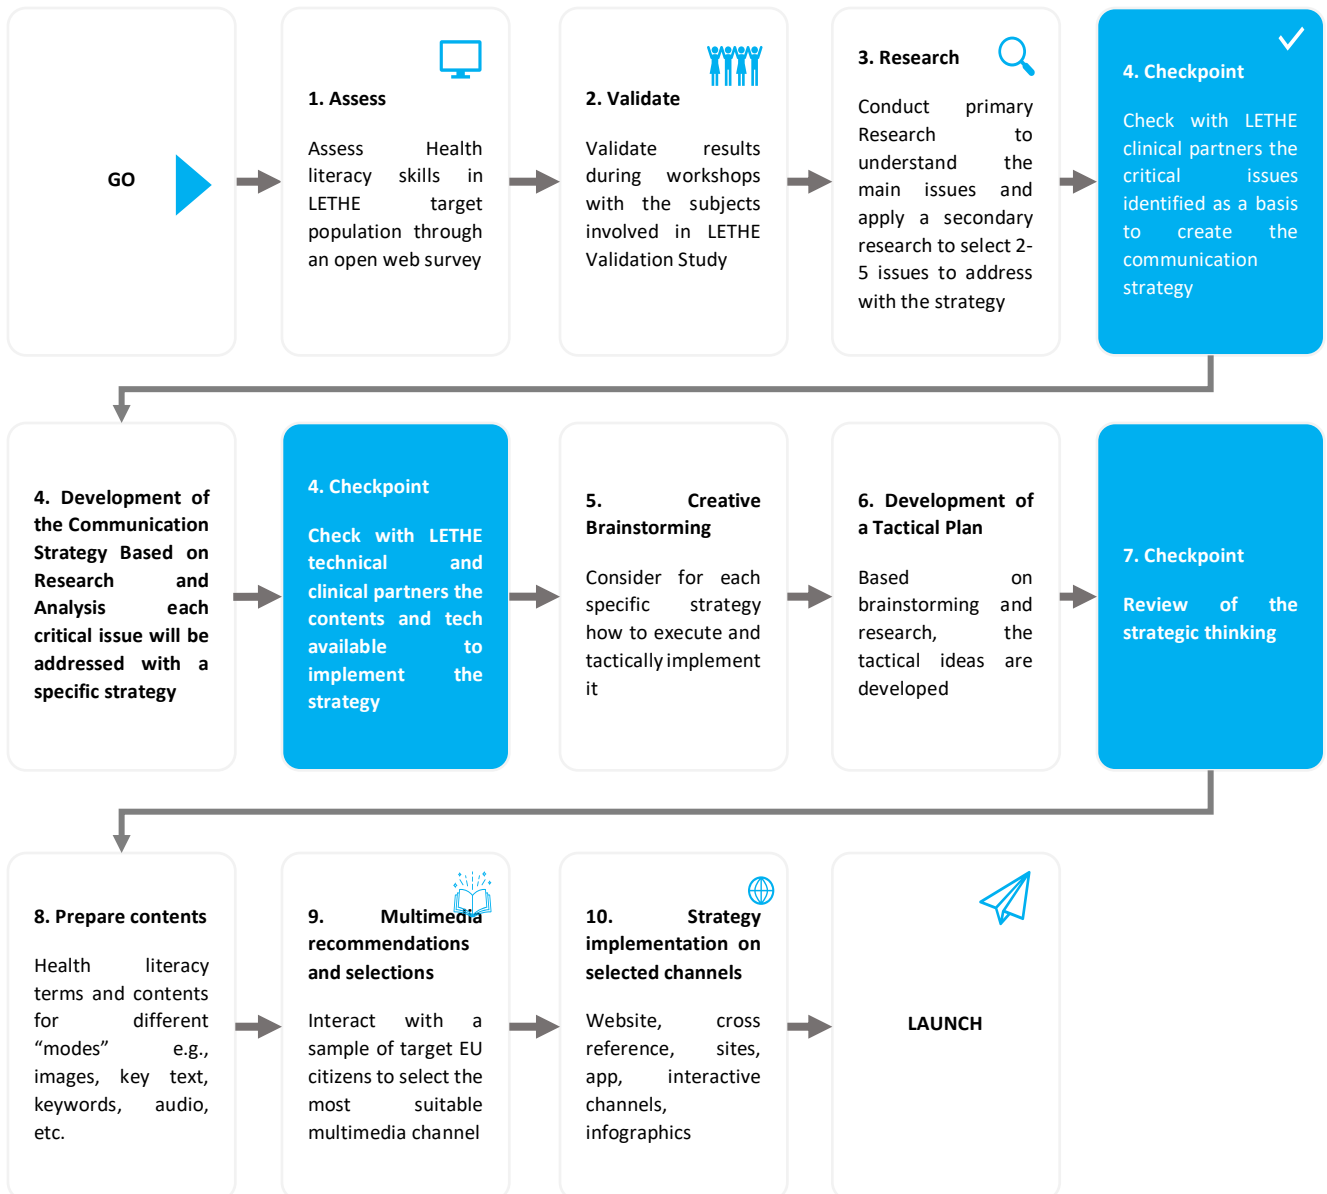 GO
1. Assess
Assess Health
literacy skills in
LETHE target
population through
an open web survey
2. Validate
Validate results
during workshops
with the subjects
involved in LETHE
Validation Study
3. Research
Conduct primary
Research to
understand the
main issues and
apply a secondary
research to select 2-
5 issues to address
with the strategy
4. Checkpoint
Check with LETHE
clinical partners the
critical issues
identified as a basis
to create the
communication
strategy
4. Development of
the Communication
Strategy Based on
Research and
Analysis each
critical issue will be
addressed with a
specific strategy
4. Checkpoint
Check with LETHE
technical and
clinical partners the
contents and tech
available to
implement the
strategy
5. Creative
Brainstorming
Consider for each
specific strategy
how to execute and
tactically implement
it
6. Development of
a Tactical Plan
Based on
brainstorming and
research, the
tactical ideas are
developed
7. Checkpoint
Review of the
strategic thinking
8. Prepare contents
Health literacy
terms and contents
for different
“modes” e.g.,
images, key text,
keywords, audio,
etc.
9. Multimedia
recommendations
and selections
Interact with a
sample of target EU
citizens to select the
most suitable
multimedia channel
10. Strategy
implementation on
selected channels
Website, cross
reference, sites,
app, interactive
channels,
infographics
LAUNCH